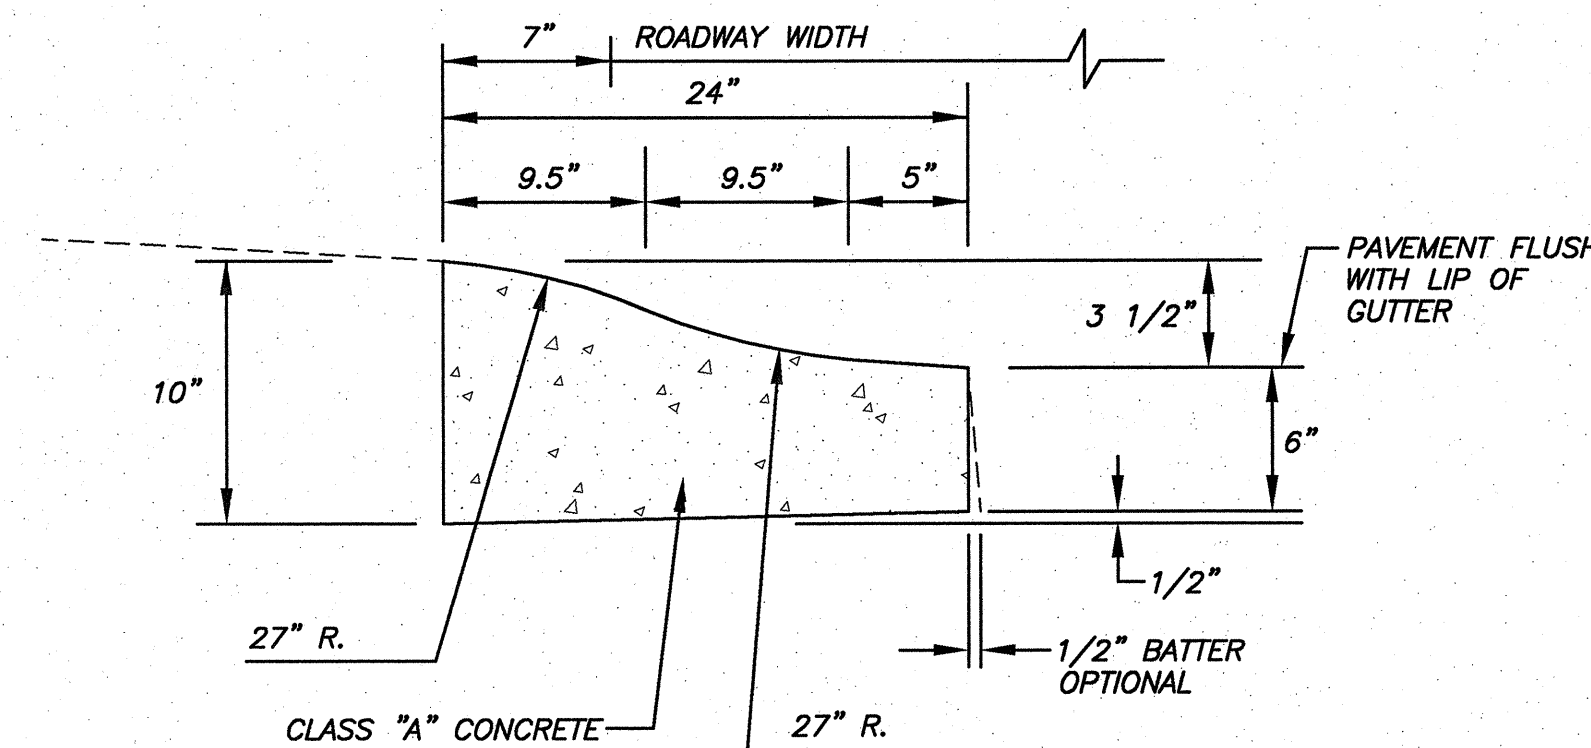 7" ROADWAY WIDTH
24"
9.5" 9.5" 5"
PAVEMENT FLUSH
WITH LIP OF
GUTTER
3 1/2"
10"
6"
1/2"
27" R.
1/2" BATTER
OPTIONAL
CLASS "A" CONCRETE
27" R.